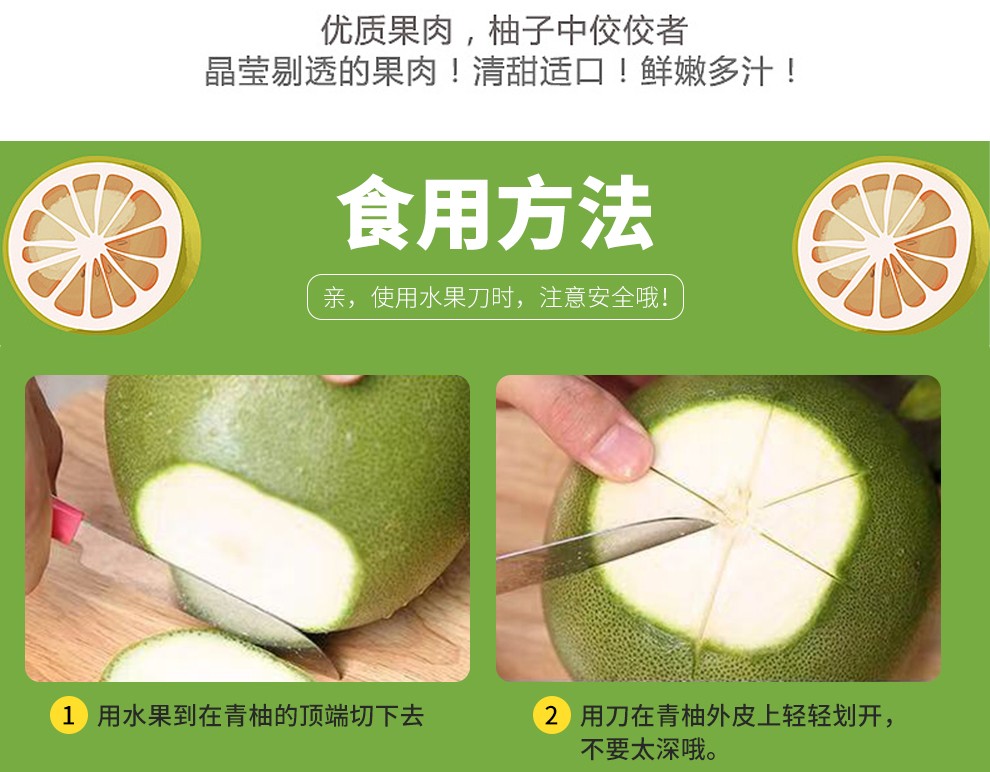 优质果肉，柚子中佼佼者
晶莹剔透的果肉！清甜适口！鲜嫩多汁！
食用方法
亲，使用水果刀时，注意安全哦!
1 用水果到在青柚的顶端切下去
2 用刀在青柚外皮上轻轻划开，
不要太深哦。